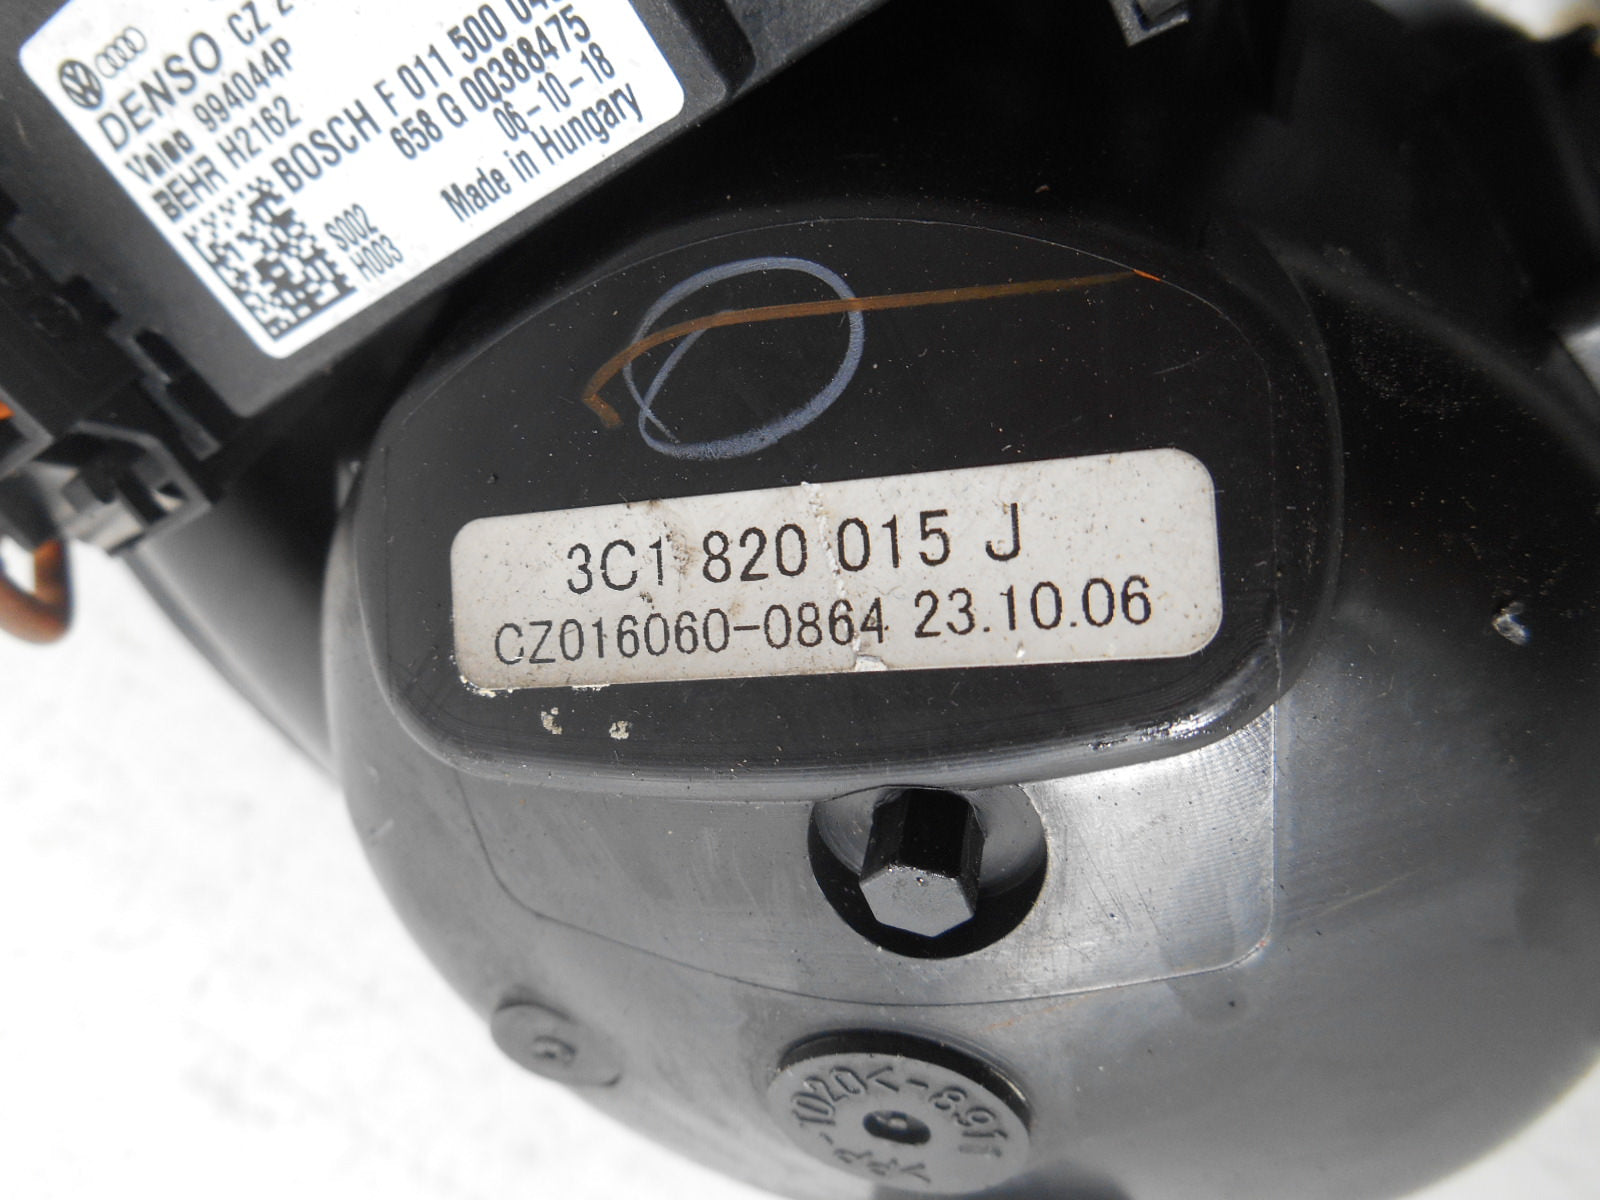 DENSO CZ
Valeo 994044P
BEHR H2162
BOSCH F 011 500
658 G 00388475
06-10-18
Made in Hungary
S002
H003
3C1 820 015 J
CZ016060-0864 23.10.06